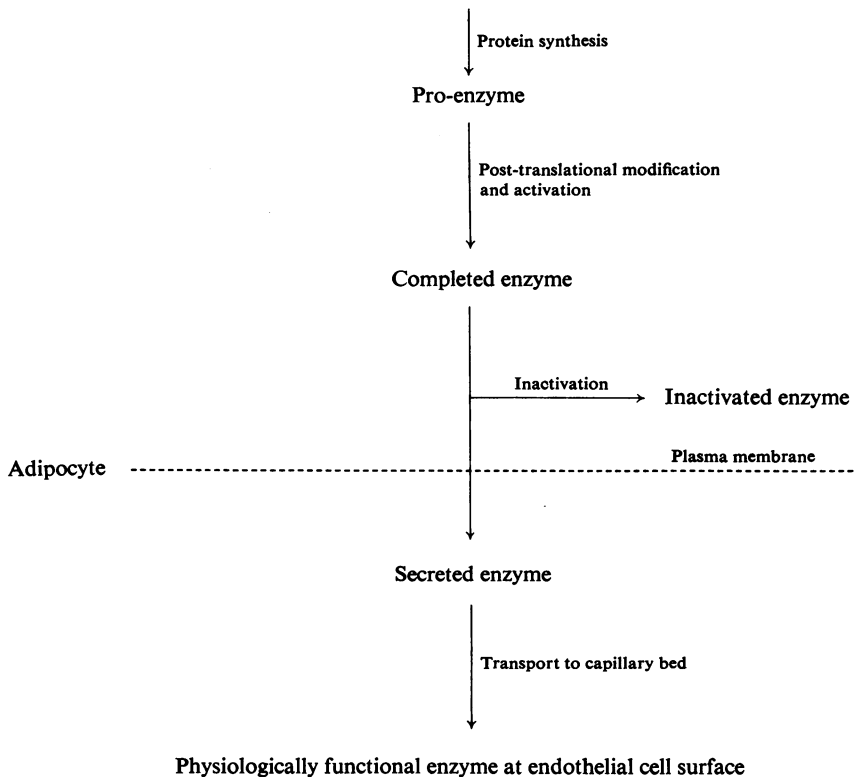 Protein synthesis
Pro-enzyme
Post-translational modification
and activation
Completed enzyme
Inactivation
Inactivated enzyme
Plasma membrane
Adipocyte
Secreted enzyme
Transport to capillary bed
Physiologically functional enzyme at endothelial cell surface